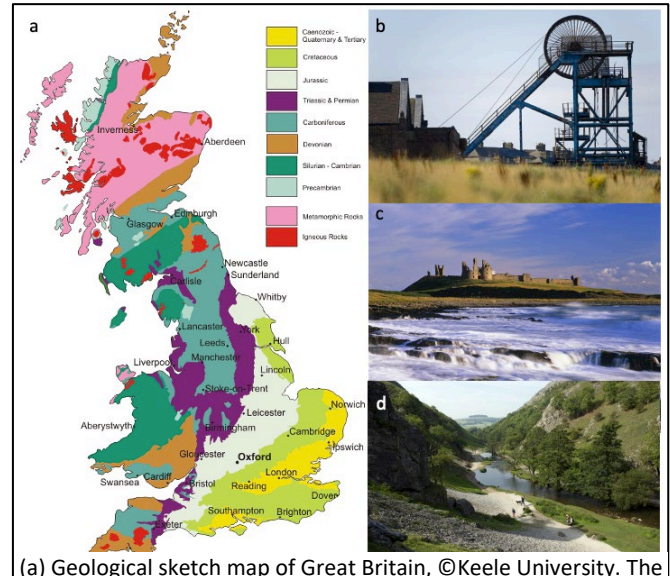 a
Caenozoic -
Quaternary & Tertiary
Cretaceous
Jurassic
Triassic & Permian
Carboniferous
Devonian
Silurian - Cambrian
Precambrian
Metamorphic Rocks
Igneous Rocks
Inverness
Aberdeen
Glasgow
Edinburgh
Newcastle
Sunderland
Carlisle
Whitby
Lancaster
York
Leeds
Hull
Liverpool
Manchester
Lincoln
Stoke-on-Trent
Norwich
Leicester
Aberystwyth
Birmingham
Cambridge
Ipswich
Gloucester
Oxford
Swansea
Cardiff
London
Bristol
Reading
Dover
Southampton
Brighton
Exeter
b
c
d
(a) Geological sketch map of Great Britain, ©Keele University. The